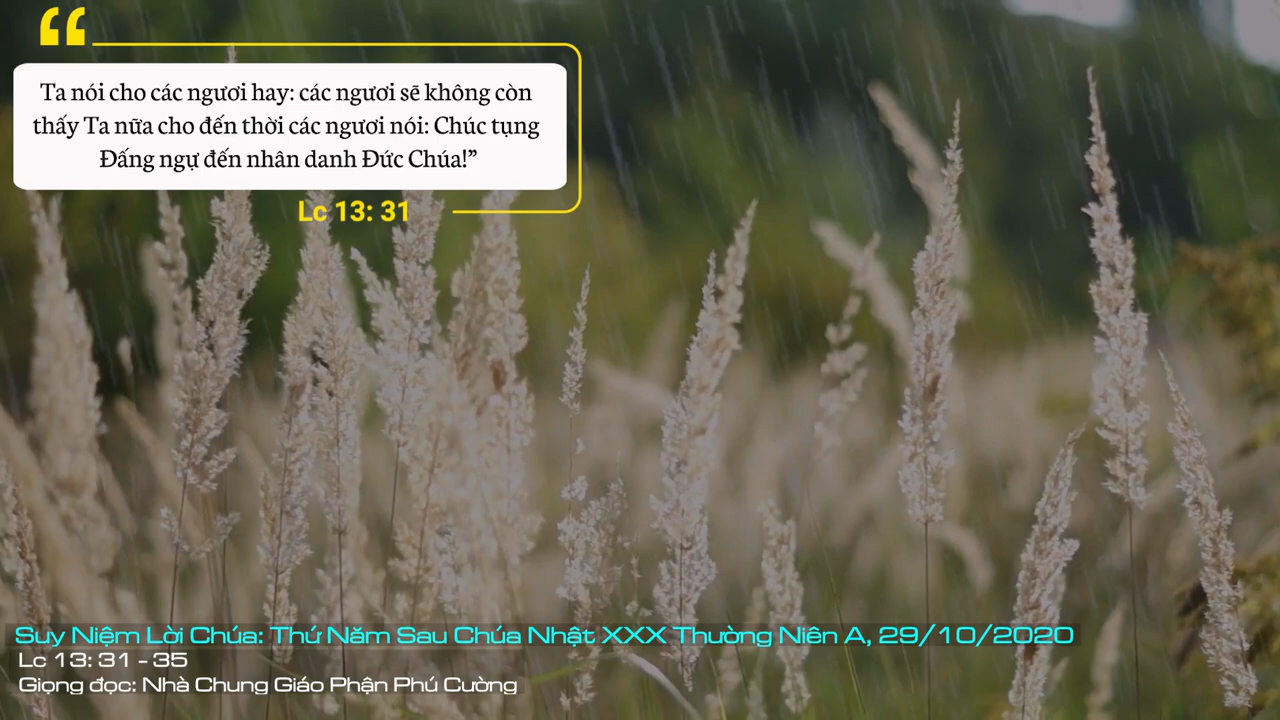 “
Ta nói cho các ngươi hay: các ngươi sẽ không còn
thấy Ta nữa cho đến thời các ngươi nói: Chúc tụng
Đấng ngự đến nhân danh Đức Chúa!”
Lc 13: 31
Suy Niệm Lời Chúa: Thứ Năm Sau Chúa Nhật XXX Thường Niên A, 29/10/2020
Lc 13: 31 - 35
Giọng đọc: Nhà Chung Giáo Phận Phú Cường